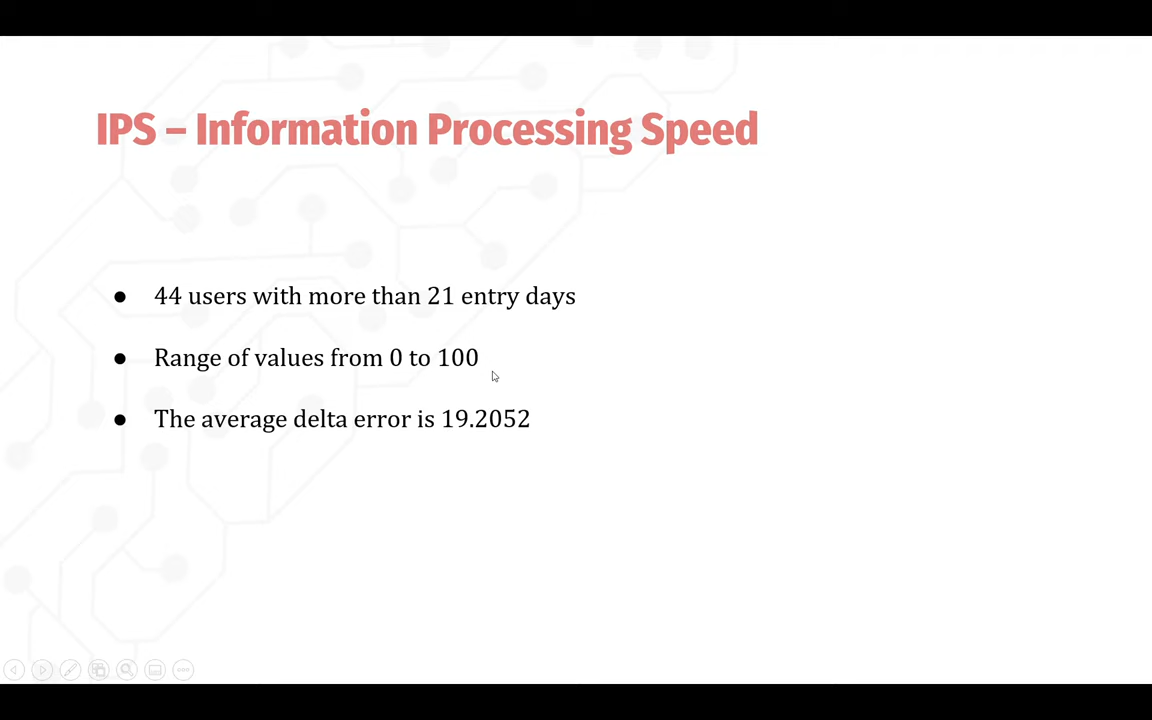 IPS – Information Processing Speed
● 44 users with more than 21 entry days
● Range of values from 0 to 100
● The average delta error is 19.2052